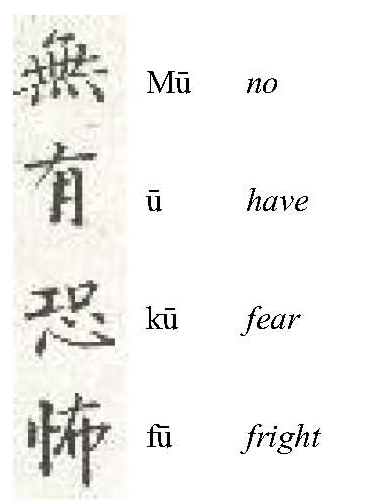 無 Mū no
有 ū have
恐 kū fear
怖 fū fright